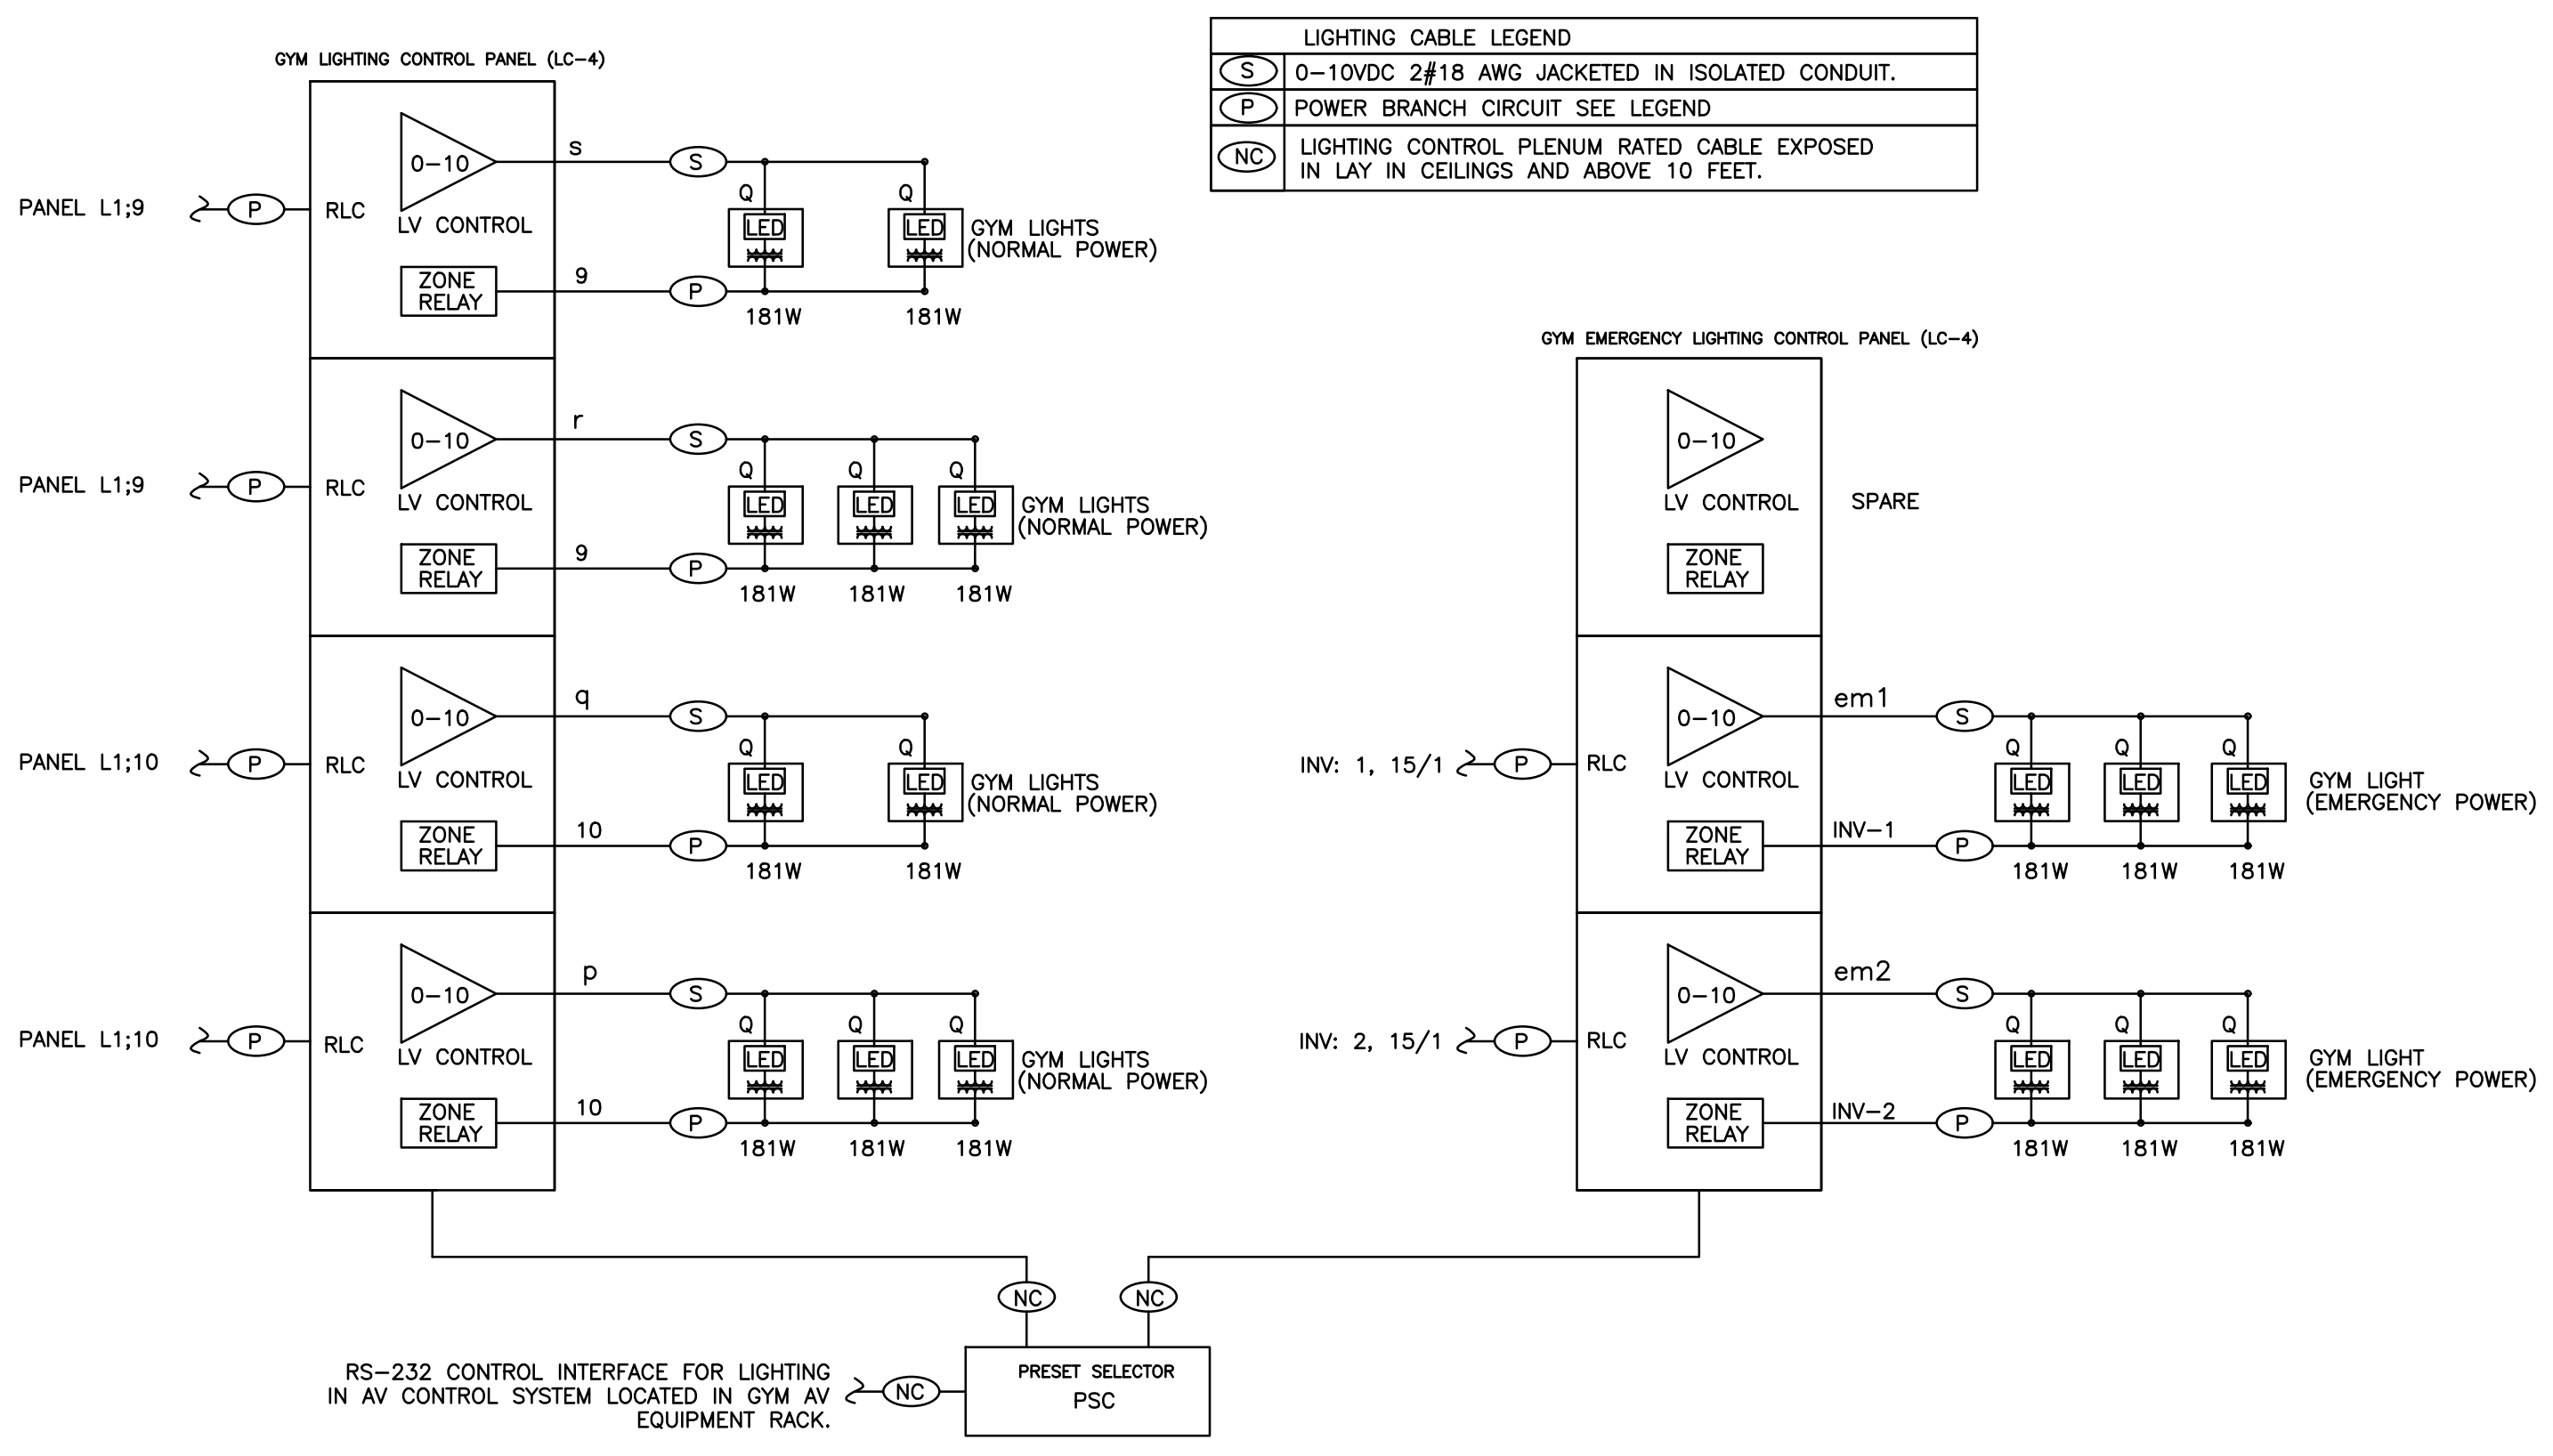 LIGHTING CABLE LEGEND
S 0-10VDC 2#18 AWG JACKETED IN ISOLATED CONDUIT.
P POWER BRANCH CIRCUIT SEE LEGEND
NC LIGHTING CONTROL PLENUM RATED CABLE EXPOSED
IN LAY IN CEILINGS AND ABOVE 10 FEET.
GYM LIGHTING CONTROL PANEL (LC-4)
PANEL L1;9 P RLC
0-10
LV CONTROL
ZONE
RELAY
s S
Q Q
LED LED
GYM LIGHTS
(NORMAL POWER)
9 P
181W 181W
PANEL L1;9 P RLC
0-10
LV CONTROL
ZONE
RELAY
r S
Q Q Q
LED LED LED
GYM LIGHTS
(NORMAL POWER)
9 P
181W 181W 181W
PANEL L1;10 P RLC
0-10
LV CONTROL
ZONE
RELAY
q S
Q Q
LED LED
GYM LIGHTS
(NORMAL POWER)
10 P
181W 181W
PANEL L1;10 P RLC
0-10
LV CONTROL
ZONE
RELAY
p S
Q Q Q
LED LED LED
GYM LIGHTS
(NORMAL POWER)
10 P
181W 181W 181W
GYM EMERGENCY LIGHTING CONTROL PANEL (LC-4)
0-10
LV CONTROL
SPARE
ZONE
RELAY
INV: 1, 15/1 P RLC
0-10
LV CONTROL
ZONE
RELAY
em1 S
Q Q Q
LED LED LED
GYM LIGHT
(EMERGENCY POWER)
INV-1 P
181W 181W 181W
INV: 2, 15/1 P RLC
0-10
LV CONTROL
ZONE
RELAY
em2 S
Q Q Q
LED LED LED
GYM LIGHT
(EMERGENCY POWER)
INV-2 P
181W 181W 181W
NC NC
RS-232 CONTROL INTERFACE FOR LIGHTING
IN AV CONTROL SYSTEM LOCATED IN GYM AV
EQUIPMENT RACK.
NC
PRESET SELECTOR
PSC